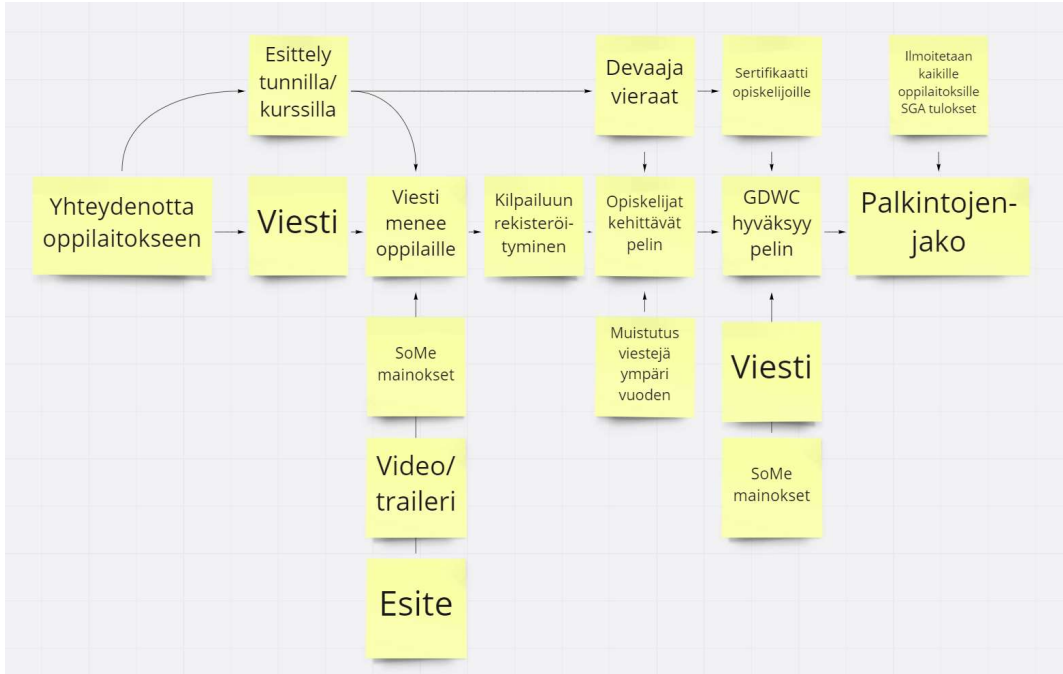 Esittely
tunnilla/
kurssilla
Devaaja
vieraat
Sertifikaatti
opiskelijoille
Ilmoitetaan
kaikille
oppilaitoksille
SGA tulokset
Yhteydenotta
oppilaitokseen
Viesti
Viesti
menee
oppilaille
Kilpailuun
rekisteröi-
tyminen
Opiskelijat
kehittävät
pelin
GDWC
hyväksyy
pelin
Palkintojen-
jako
SoMe
mainokset
Muistutus
viestejä
ympäri
vuoden
Viesti
Video/
traileri
SoMe
mainokset
Esite